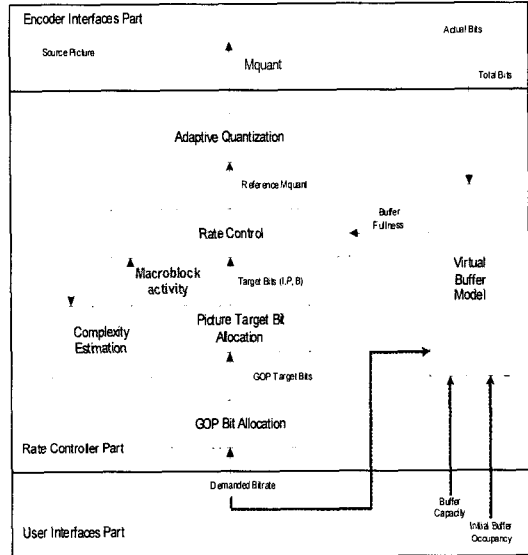 Encoder Interfaces Part
Actual Bits
Source Picture
Mquant
Total Bits
Adaptive Quantization
Reference Mquant
Buffer
Fullness
Rate Control
Macroblock
activity
Target Bits (I,P, B)
Virtual
Buffer
Model
Complexity
Estimation
Picture Target Bit
Allocation
GOP Target Bits
GOP Bit Allocation
Rate Controller Part
Demanded Bitrate
Buffer
Capacity
Initial Buffer
Occupancy
User Interfaces Part